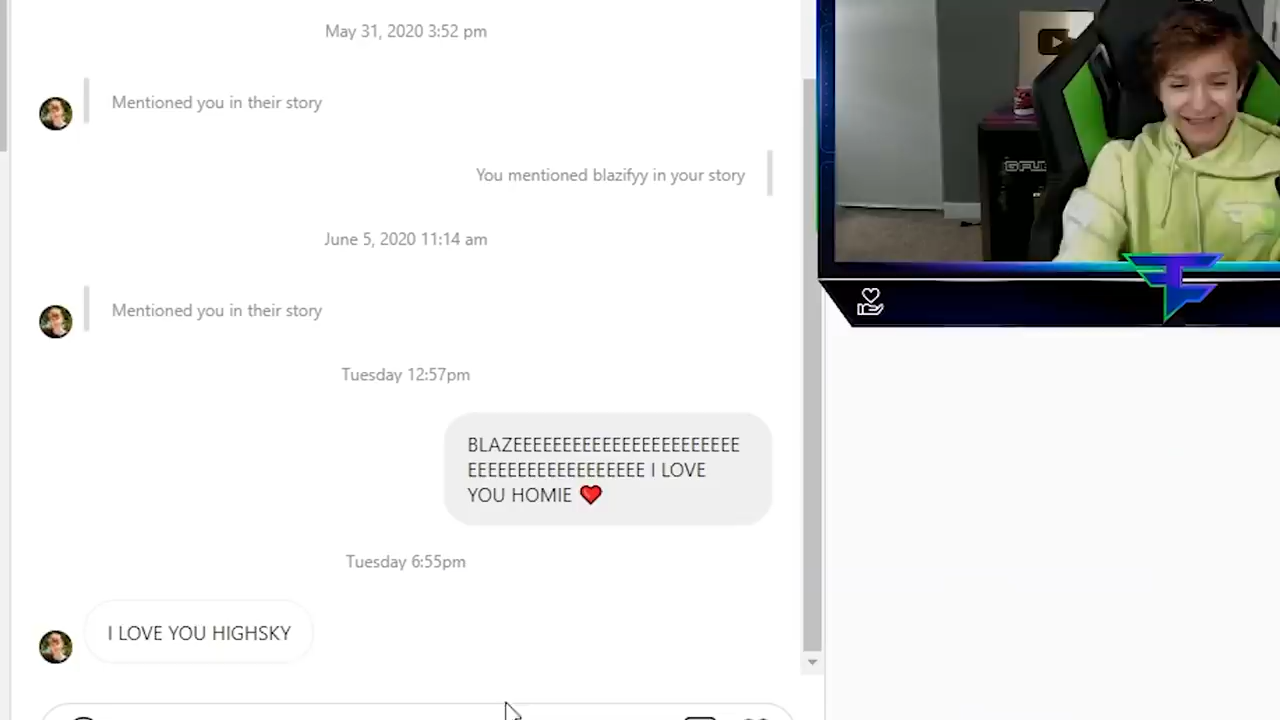 May 31, 2020 3:52 pm
Mentioned you in their story
You mentioned blazifyy in your story
June 5, 2020 11:14 am
Mentioned you in their story
Tuesday 12:57pm
BLAZEEEEEEEEEEEEEEEEEEEEEEE
EEEEEEEEEEEEEEEEEE I LOVE
YOU HOMIE ❤️
Tuesday 6:55pm
I LOVE YOU HIGHSKY
GFUEL